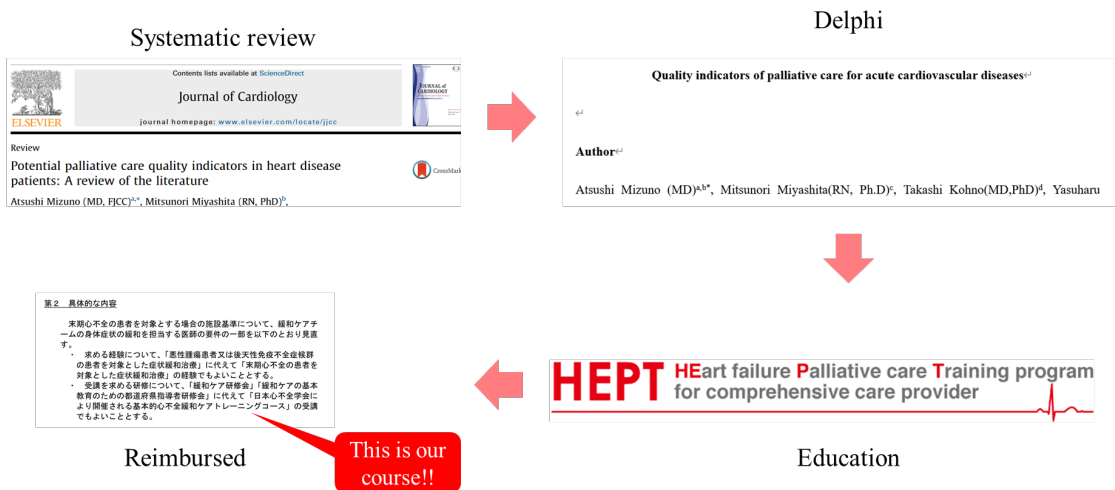 Systematic review
Delphi
ELSEVIER
Contents lists available at ScienceDirect
Journal of Cardiology
journal homepage: www.elsevier.com/locate/jjcc
JOURNAL of
CARDIOLOGY
Review
Potential palliative care quality indicators in heart disease
patients: A review of the literature
CrossMark
Atsushi Mizuno (MD, FJCC)a,*, Mitsunori Miyashita (RN, PhD)b,
Quality indicators of palliative care for acute cardiovascular diseases↵
↵
Author↵
Atsushi Mizuno (MD)a,b*, Mitsunori Miyashita(RN, Ph.D)c, Takashi Kohno(MD,PhD)d, Yasuharu
第2 具体的な内容
末期心不全の患者を対象とする場合の施設基準について、緩和ケアチ
ームの身体症状の緩和を担当する医師の要件の一部を以下のとおり見直
す。
・ 求める経験について、「悪性腫瘍患者又は後天性免疫不全症候群
の患者を対象とした症状緩和治療」に代えて「末期心不全の患者を
対象とした症状緩和治療」の経験でもよいこととする。
・ 受講を求める研修について、「緩和ケア研修会」「緩和ケアの基本
教育のための都道府県指導者研修会」に代えて「日本心不全学会に
より開催される基本的心不全緩和ケアトレーニングコース」の受講
でもよいこととする。
HEPT HEart failure Palliative care Training program
for comprehensive care provider
Reimbursed
This is our
course!!
Education